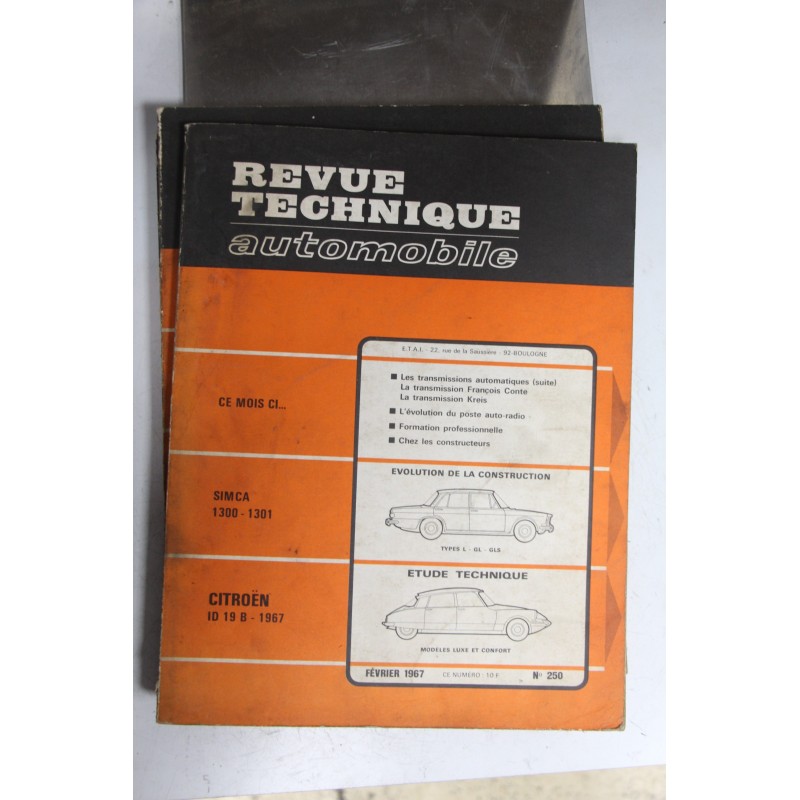 REVUE
TECHNIQUE
automobile
E.T.A.I. - 22, rue de la Saussière - 92-BOULOGNE
CE MOIS CI...
■ Les transmissions automatiques (suite)
La transmission François Conte
La transmission Kreis
■ L'évolution du poste auto-radio
■ Formation professionnelle
■ Chez les constructeurs
SIMCA
1300 - 1301
EVOLUTION DE LA CONSTRUCTION
TYPES L - GL - GLS
CITROËN
ID 19 B - 1967
ETUDE TECHNIQUE
MODÈLES LUXE ET CONFORT
FÉVRIER 1967 CE NUMÉRO : 10 F N° 250